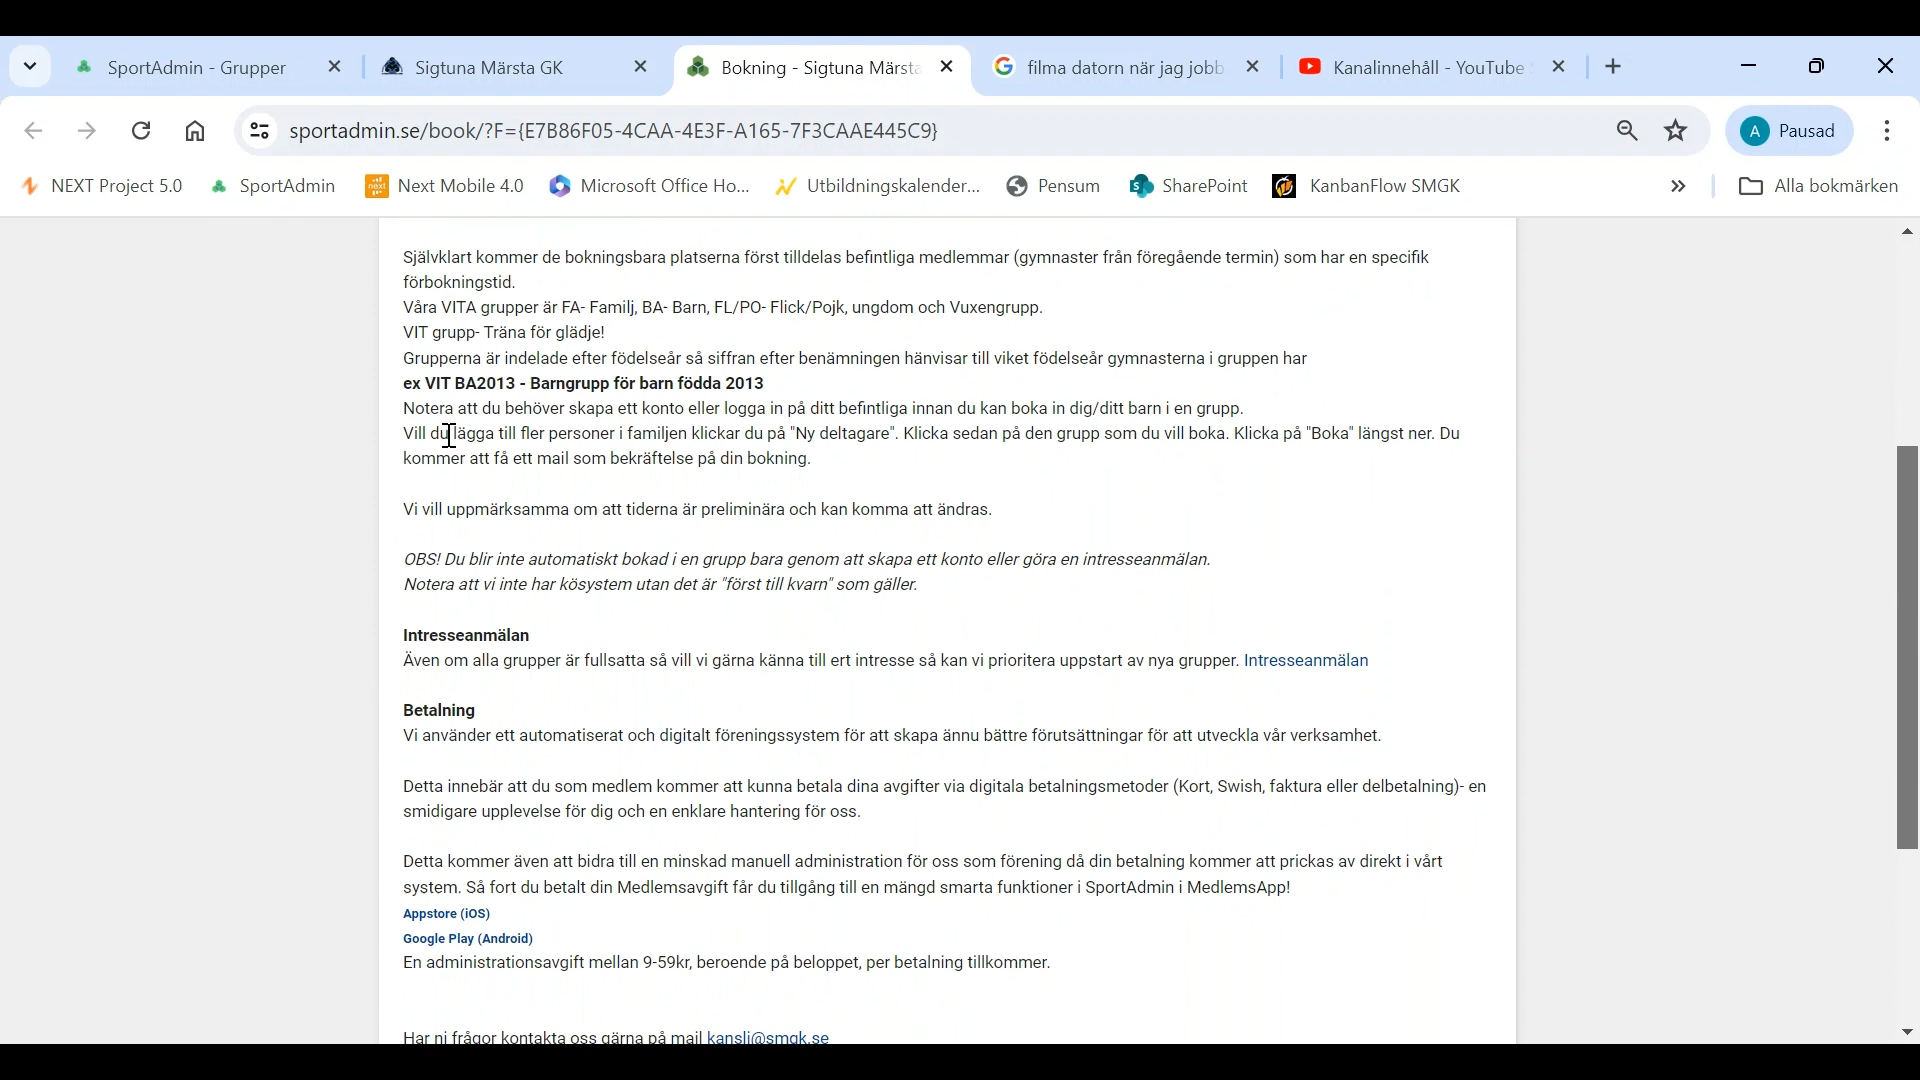 SportAdmin - Grupper
Sigtuna Märsta GK
Bokning - Sigtuna Märsta
filma datorn när jag jobb
Kanalinnehåll - YouTube
sportadmin.se/book/?F={E7B86F05-4CAA-4E3F-A165-7F3CAAE445C9}
A Pausad
NEXT Project 5.0
SportAdmin
next Next Mobile 4.0
Microsoft Office Ho...
Utbildningskalender...
Pensum
SharePoint
KanbanFlow SMGK
Alla bokmärken
Självklart kommer de bokningsbara platserna först tilldelas befintliga medlemmar (gymnaster från föregående termin) som har en specifik
förbokningstid.
Våra VITA grupper är FA- Familj, BA- Barn, FL/PO- Flick/Pojk, ungdom och Vuxengrupp.
VIT grupp- Träna för glädje!
Grupperna är indelade efter födelseår så siffran efter benämningen hänvisar till viket födelseår gymnasterna i gruppen har
ex VIT BA2013 - Barngrupp för barn födda 2013
Notera att du behöver skapa ett konto eller logga in på ditt befintliga innan du kan boka in dig/ditt barn i en grupp.
Vill du lägga till fler personer i familjen klickar du på "Ny deltagare". Klicka sedan på den grupp som du vill boka. Klicka på "Boka" längst ner. Du
kommer att få ett mail som bekräftelse på din bokning.
Vi vill uppmärksamma om att tiderna är preliminära och kan komma att ändras.
OBS! Du blir inte automatiskt bokad i en grupp bara genom att skapa ett konto eller göra en intresseanmälan.
Notera att vi inte har kösystem utan det är "först till kvarn" som gäller.
Intresseanmälan
Även om alla grupper är fullsatta så vill vi gärna känna till ert intresse så kan vi prioritera uppstart av nya grupper. Intresseanmälan
Betalning
Vi använder ett automatiserat och digitalt föreningssystem för att skapa ännu bättre förutsättningar för att utveckla vår verksamhet.
Detta innebär att du som medlem kommer att kunna betala dina avgifter via digitala betalningsmetoder (Kort, Swish, faktura eller delbetalning)- en
smidigare upplevelse för dig och en enklare hantering för oss.
Detta kommer även att bidra till en minskad manuell administration för oss som förening då din betalning kommer att prickas av direkt i vårt
system. Så fort du betalt din Medlemsavgift får du tillgång till en mängd smarta funktioner i SportAdmin i MedlemsApp!
Appstore (iOS)
Google Play (Android)
En administrationsavgift mellan 9-59kr, beroende på beloppet, per betalning tillkommer.
Har ni frågor kontakta oss gärna på mail kansli@smgk.se